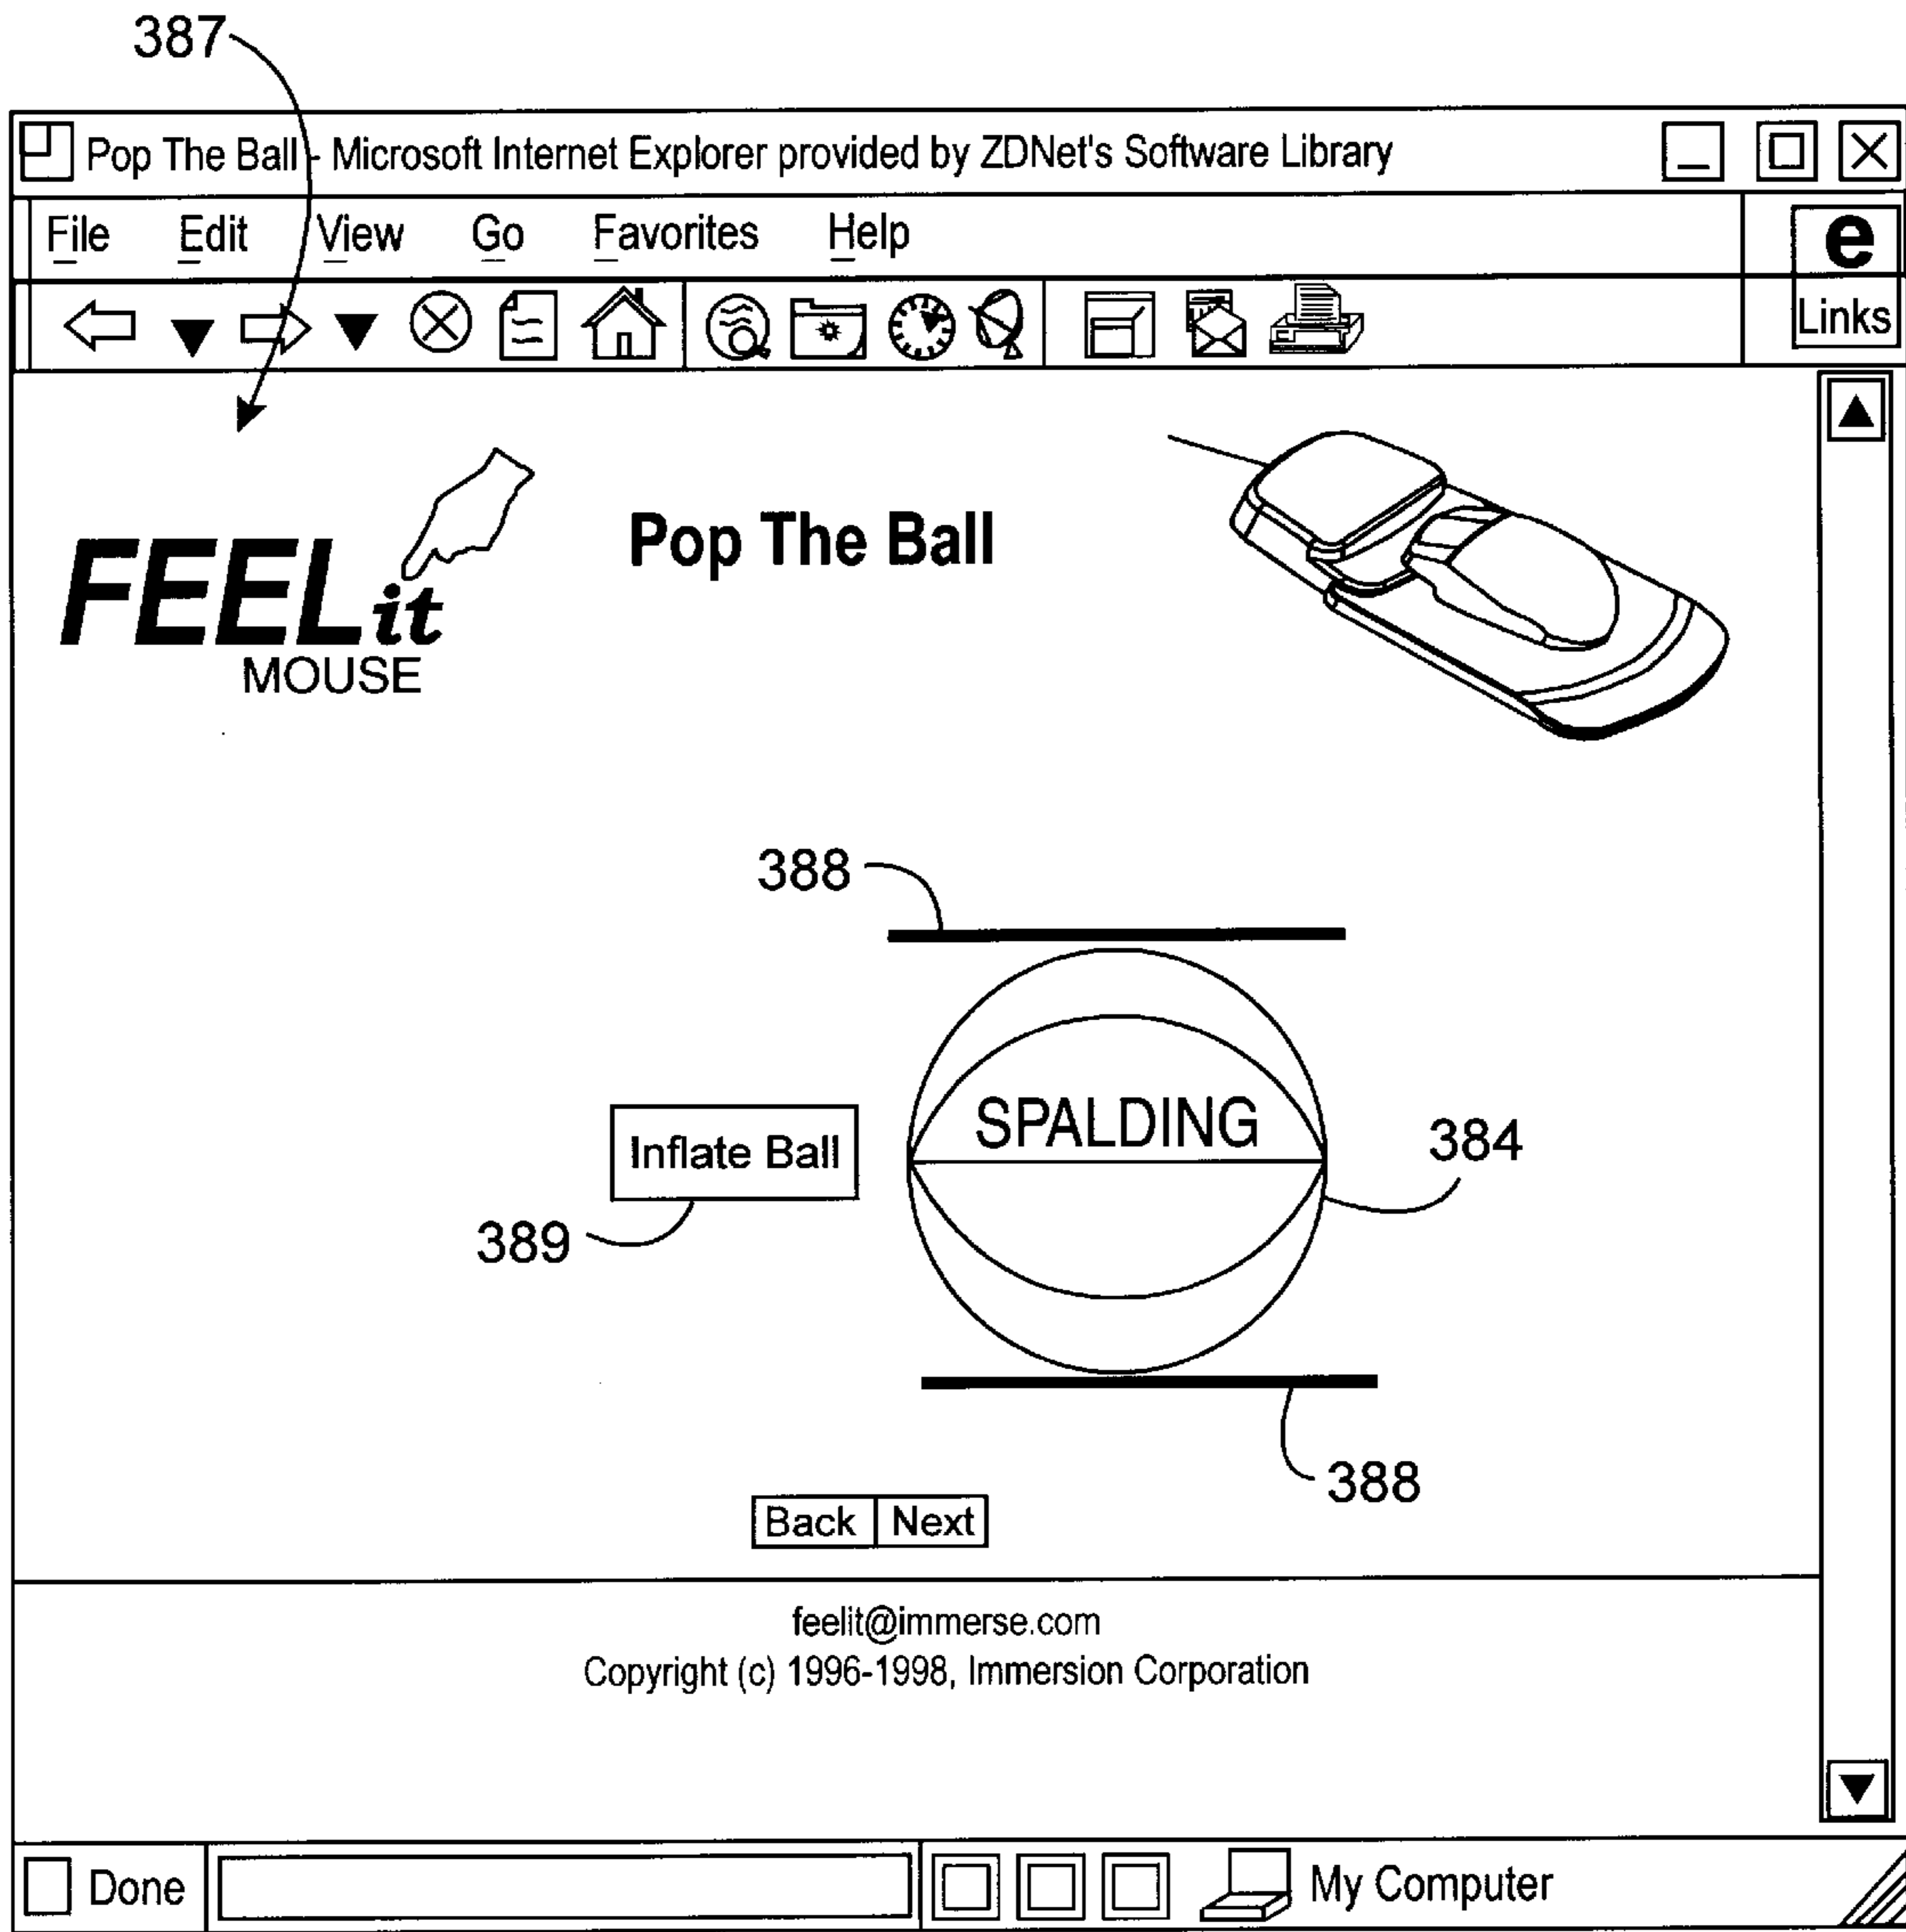 387
Pop The Ball - Microsoft Internet Explorer provided by ZDNet's Software Library
File Edit View Go Favorites Help
e
Links
FEELit
MOUSE
Pop The Ball
388
SPALDING
Inflate Ball
384
389
388
Back Next
feelit@immerse.com
Copyright (c) 1996-1998, Immersion Corporation
Done
My Computer